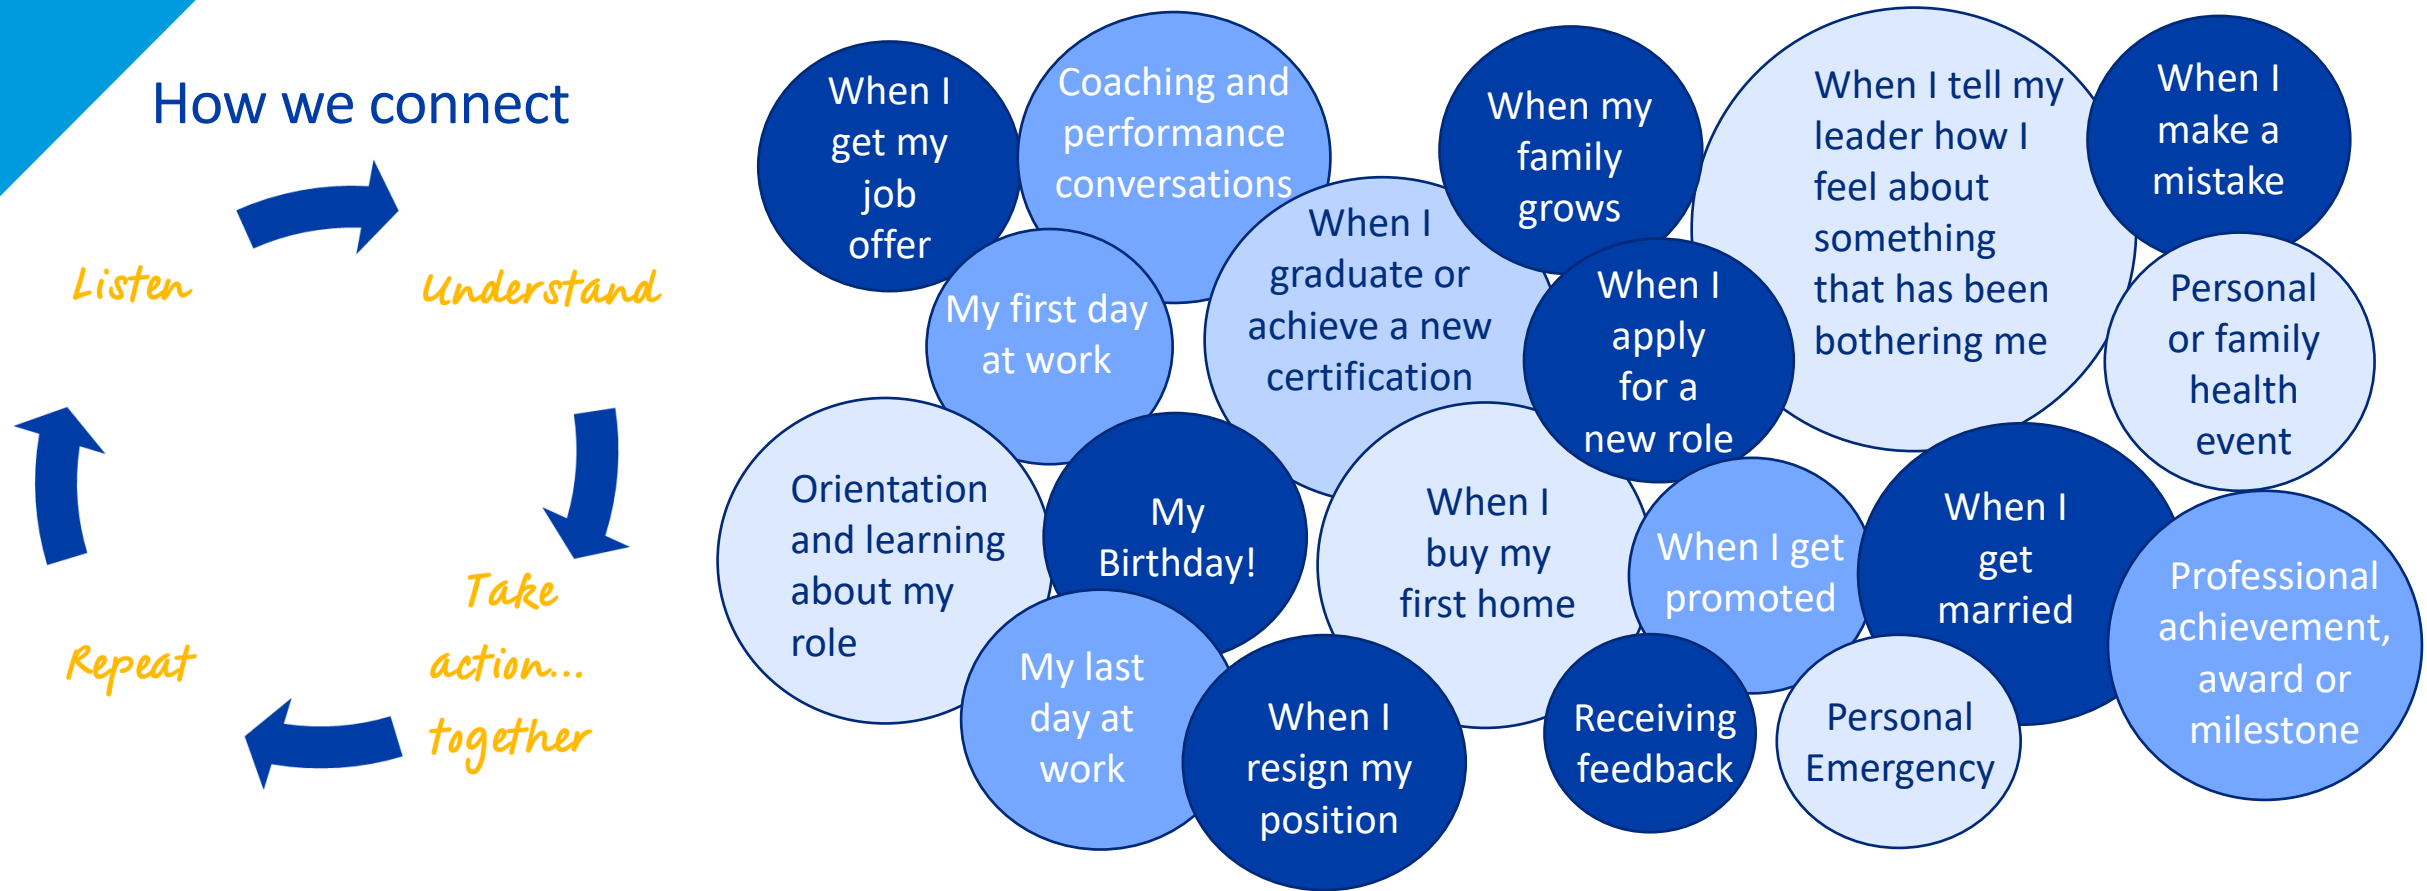 How we connect
Listen
Understand
Take
action...
together
Repeat
When I
get my
job
offer
Coaching and
performance
conversations
When my
family
grows
When I tell my
leader how I
feel about
something
that has been
bothering me
When I
make a
mistake
My first day
at work
When I
graduate or
achieve a new
certification
When I
apply
for a
new role
Personal
or family
health
event
Orientation
and learning
about my
role
My
Birthday!
When I
buy my
first home
When I get
promoted
When I
get
married
Professional
achievement,
award or
milestone
My last
day at
work
When I
resign my
position
Receiving
feedback
Personal
Emergency